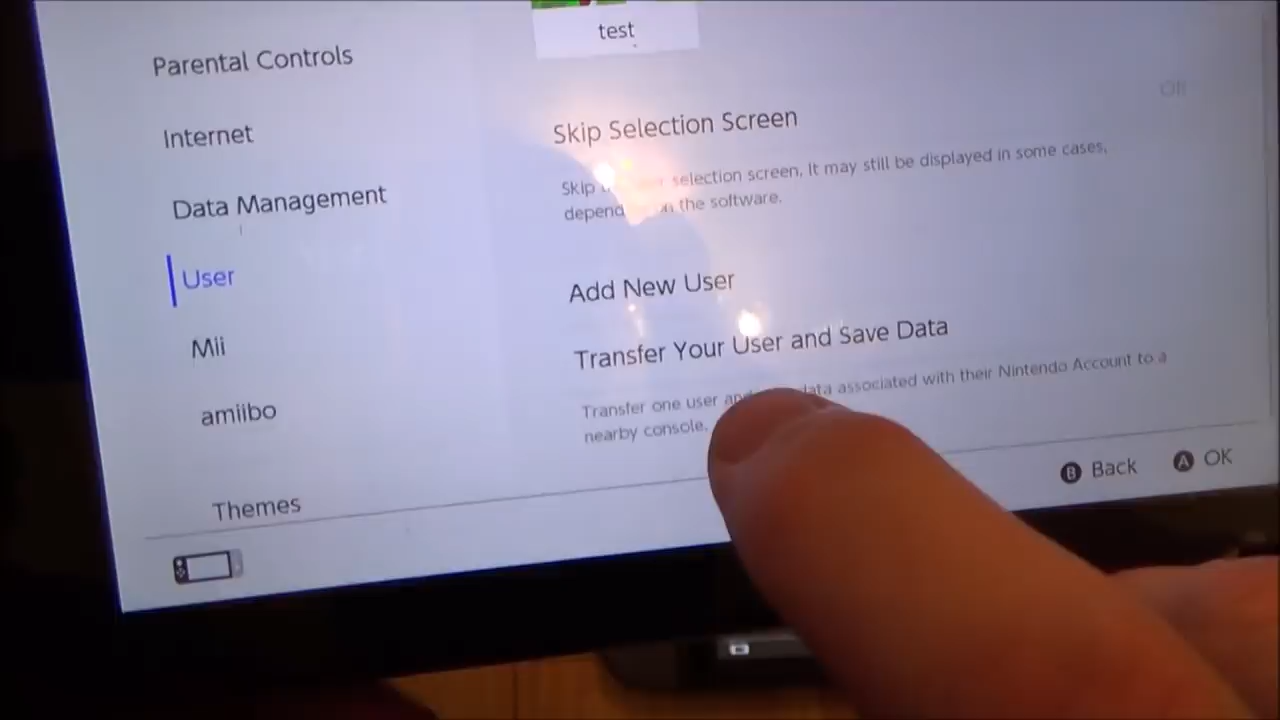 Parental Controls
Internet
Data Management
User
Mii
amiibo
Themes
test
Skip Selection Screen
Skip selection screen. It may still be displayed in some cases,
the software.
Add New User
Transfer Your User and Save Data
Transfer one user associated with their Nintendo Account to a
nearby console.
B Back A OK